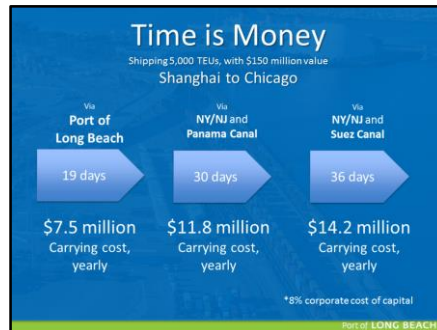 Time is Money
Shipping 5,000 TEUs, with $150 million value
Shanghai to Chicago
Via
Port of
Long Beach
19 days
$7.5 million
Carrying cost,
yearly
Via
NY/NJ and
Panama Canal
30 days
$11.8 million
Carrying cost,
yearly
Via
NY/NJ and
Suez Canal
36 days
$14.2 million
Carrying cost,
yearly
*8% corporate cost of capital
Port of LONG BEACH